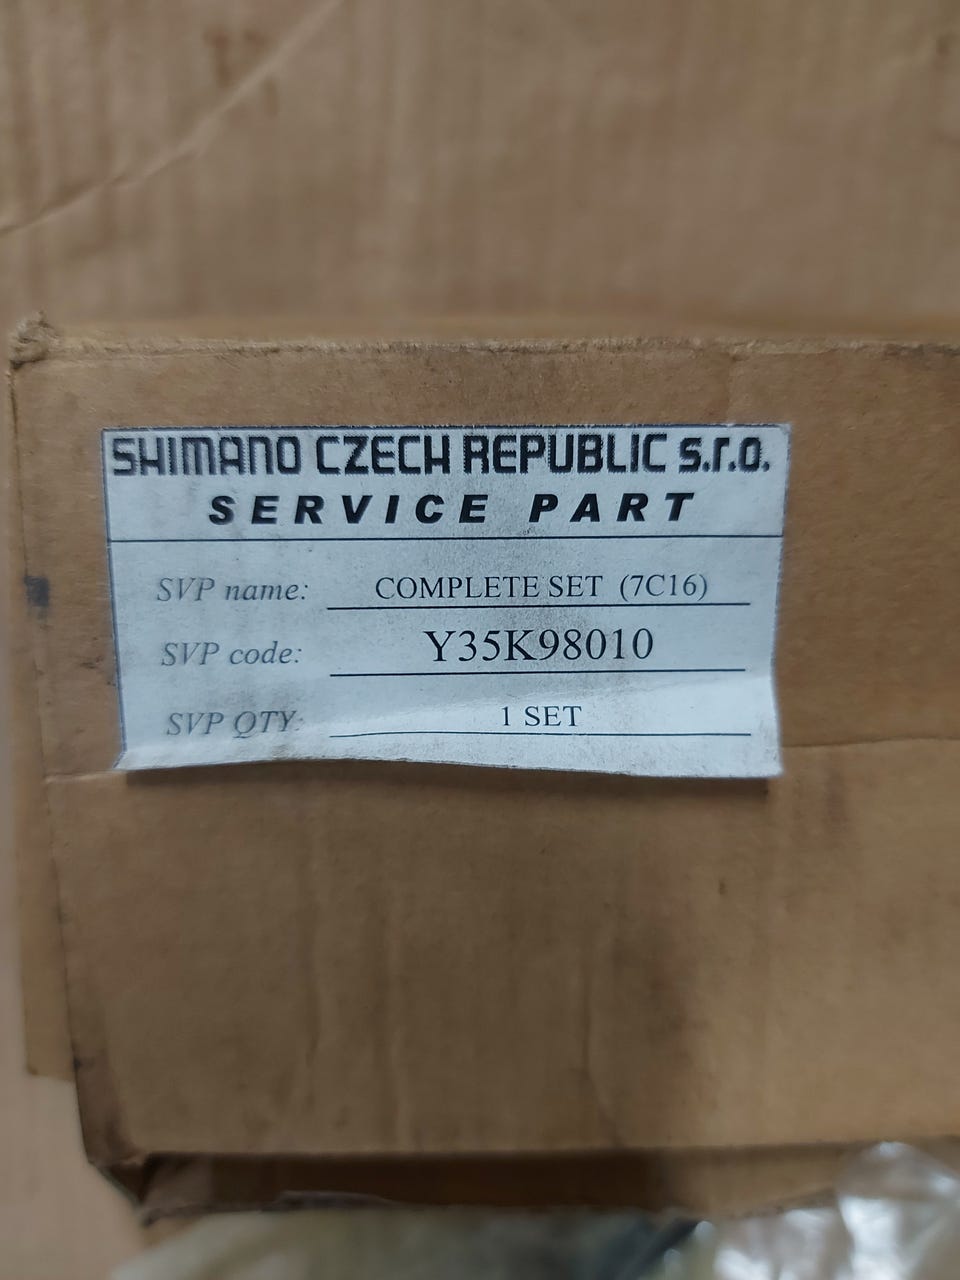 SHIMANO CZECH REPUBLIC s.r.o.
SERVICE PART
SVP name: COMPLETE SET (7C16)
SVP code: Y35K98010
SVP QTY: 1 SET